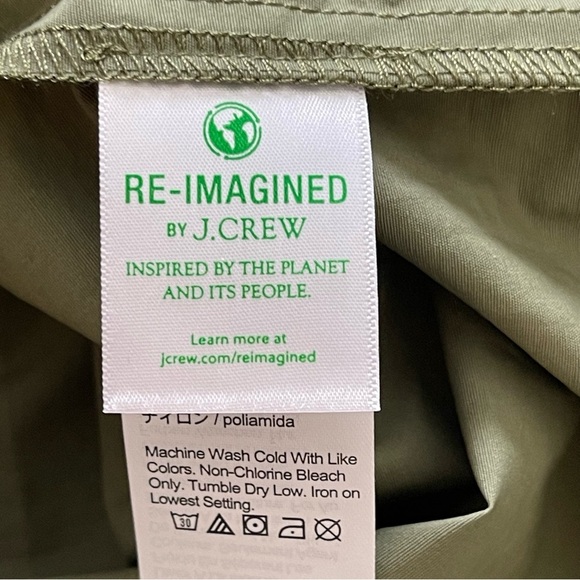 RE-IMAGINED
BY J.CREW
INSPIRED BY THE PLANET
AND ITS PEOPLE.
Learn more at
jcrew.com/reimagined
ナイロン / poliamida
Machine Wash Cold With Like
Colors. Non-Chlorine Bleach
Only. Tumble Dry Low. Iron on
Lowest Setting.
30